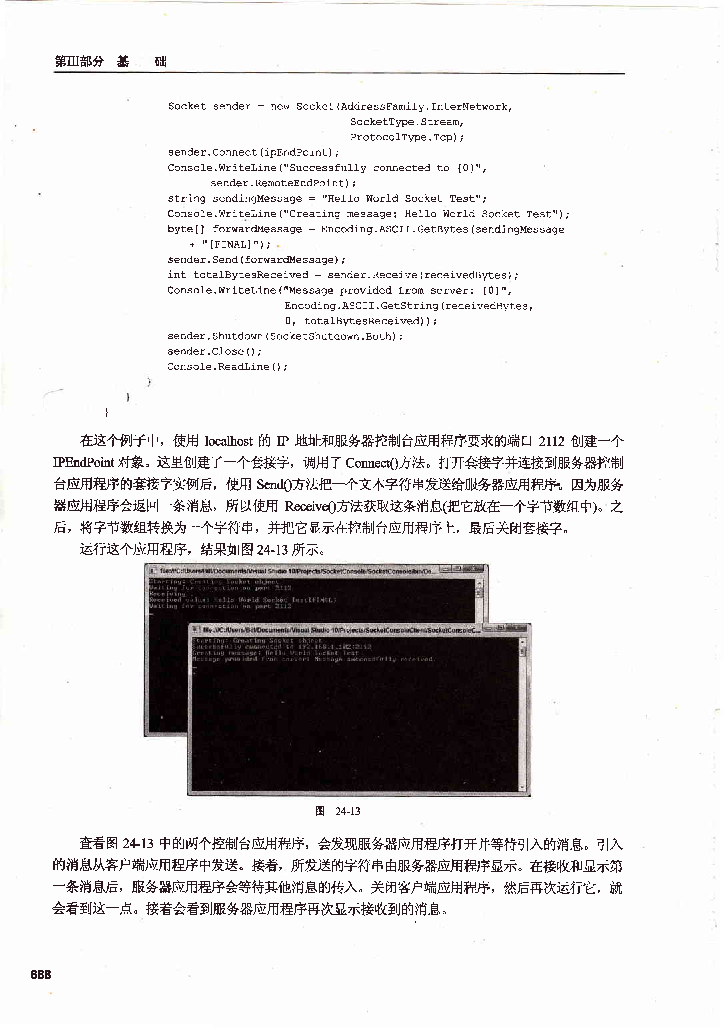 第III部分 基 础
Socket sender = new Socket(AddressFamily.InterNetwork,
SocketType.Stream,
ProtocolType.Tcp);
sender.Connect(ipEndPoint);
Console.WriteLine("Successfully connected to {0}",
sender.RemoteEndPoint);
string sendingMessage = "Hello World Socket Test";
Console.WriteLine("Creating message: Hello World Socket Test");
byte[] forwardMessage = Encoding.ASCII.GetBytes(sendingMessage
+ "[FINAL]");
sender.Send(forwardMessage);
int totalBytesReceived = sender.Receive(receivedBytes);
Console.WriteLine("Message provided from server: {0}",
Encoding.ASCII.GetString(receivedBytes,
0, totalBytesReceived));
sender.Shutdown(SocketShutdown.Both);
sender.Close();
Console.ReadLine();
}
}
}
在这个例子中，使用 localhost 的 IP 地址和服务器控制台应用程序要求的端口 2112 创建一个
IPEndPoint 对象。这里创建了一个套接字，调用了 Connect()方法。打开套接字并连接到服务器控制
台应用程序的套接字实例后，使用 Send()方法把一个文本字符串发送给服务器应用程序。因为服务
器应用程序会返回一条消息，所以使用 Receive()方法获取这条消息(把它放在一个字节数组中)。之
后，将字节数组转换为一个字符串，并把它显示在控制台应用程序上，最后关闭套接字。
运行这个应用程序，结果如图 24-13 所示。
file:///C:/Users/Bill/Documents/Visual Studio 10/Projects/SocketConsole/SocketConsole/bin/De...
Starting: Creating Socket object
Waiting for connection on port 2112
Receiving .
Received value: Hello World Socket Test[FINAL]
Waiting for connection on port 2112
file:///C:/Users/Bill/Documents/Visual Studio 10/Projects/SocketConsoleClient/SocketConsoleC...
Starting: Creating Socket object
Successfully connected to 192.168.1.102:2112
Creating message: Hello World Socket Test
Message provided from server: Message successfully received
图 24-13
查看图 24-13 中的两个控制台应用程序，会发现服务器应用程序打开并等待引入的消息。引入
的消息从客户端应用程序中发送。接着，所发送的字符串由服务器应用程序显示。在接收和显示第
一条消息后，服务器应用程序会等待其他消息的传入。关闭客户端应用程序，然后再次运行它，就
会看到这一点。接着会看到服务器应用程序再次显示接收到的消息。
688